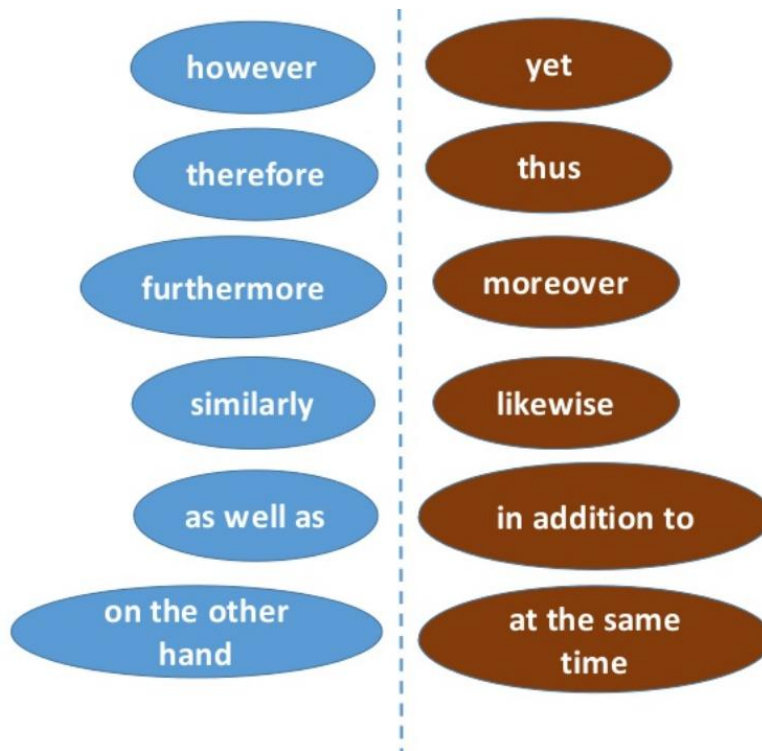 however
yet
therefore
thus
furthermore
moreover
similarly
likewise
as well as
in addition to
on the other
hand
at the same
time